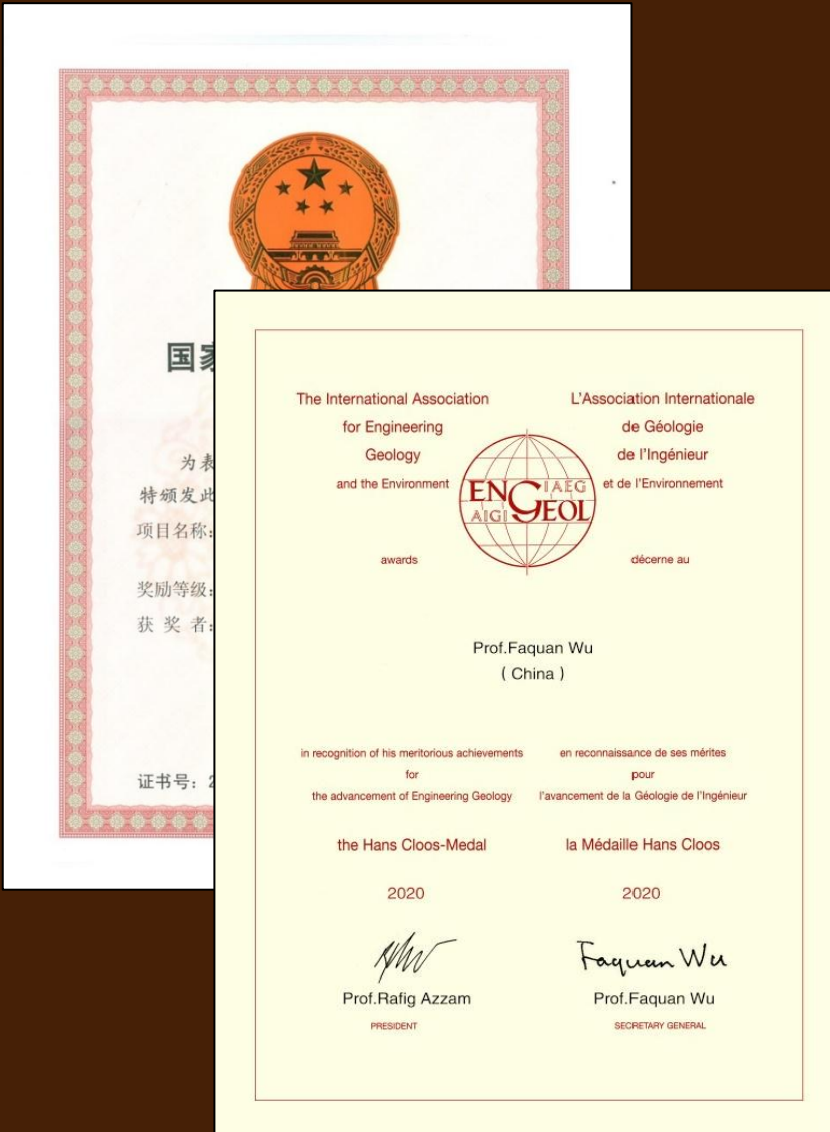 国家
为表
特颁发此
项目名称:
奖励等级:
获 奖 者:
证书号: 2
The International Association
for Engineering
Geology
and the Environment
L'Association Internationale
de Géologie
de l'Ingénieur
et de l'Environnement
ENGEOL
IAEG
AIGI
awards
décerne au
Prof.Faquan Wu
( China )
in recognition of his meritorious achievements
for
the advancement of Engineering Geology
en reconnaissance de ses mérites
pour
l'avancement de la Géologie de l'Ingénieur
the Hans Cloos-Medal
la Médaille Hans Cloos
2020
2020
Faquan Wu
Prof.Rafig Azzam
PRESIDENT
Prof.Faquan Wu
SECRETARY GENERAL